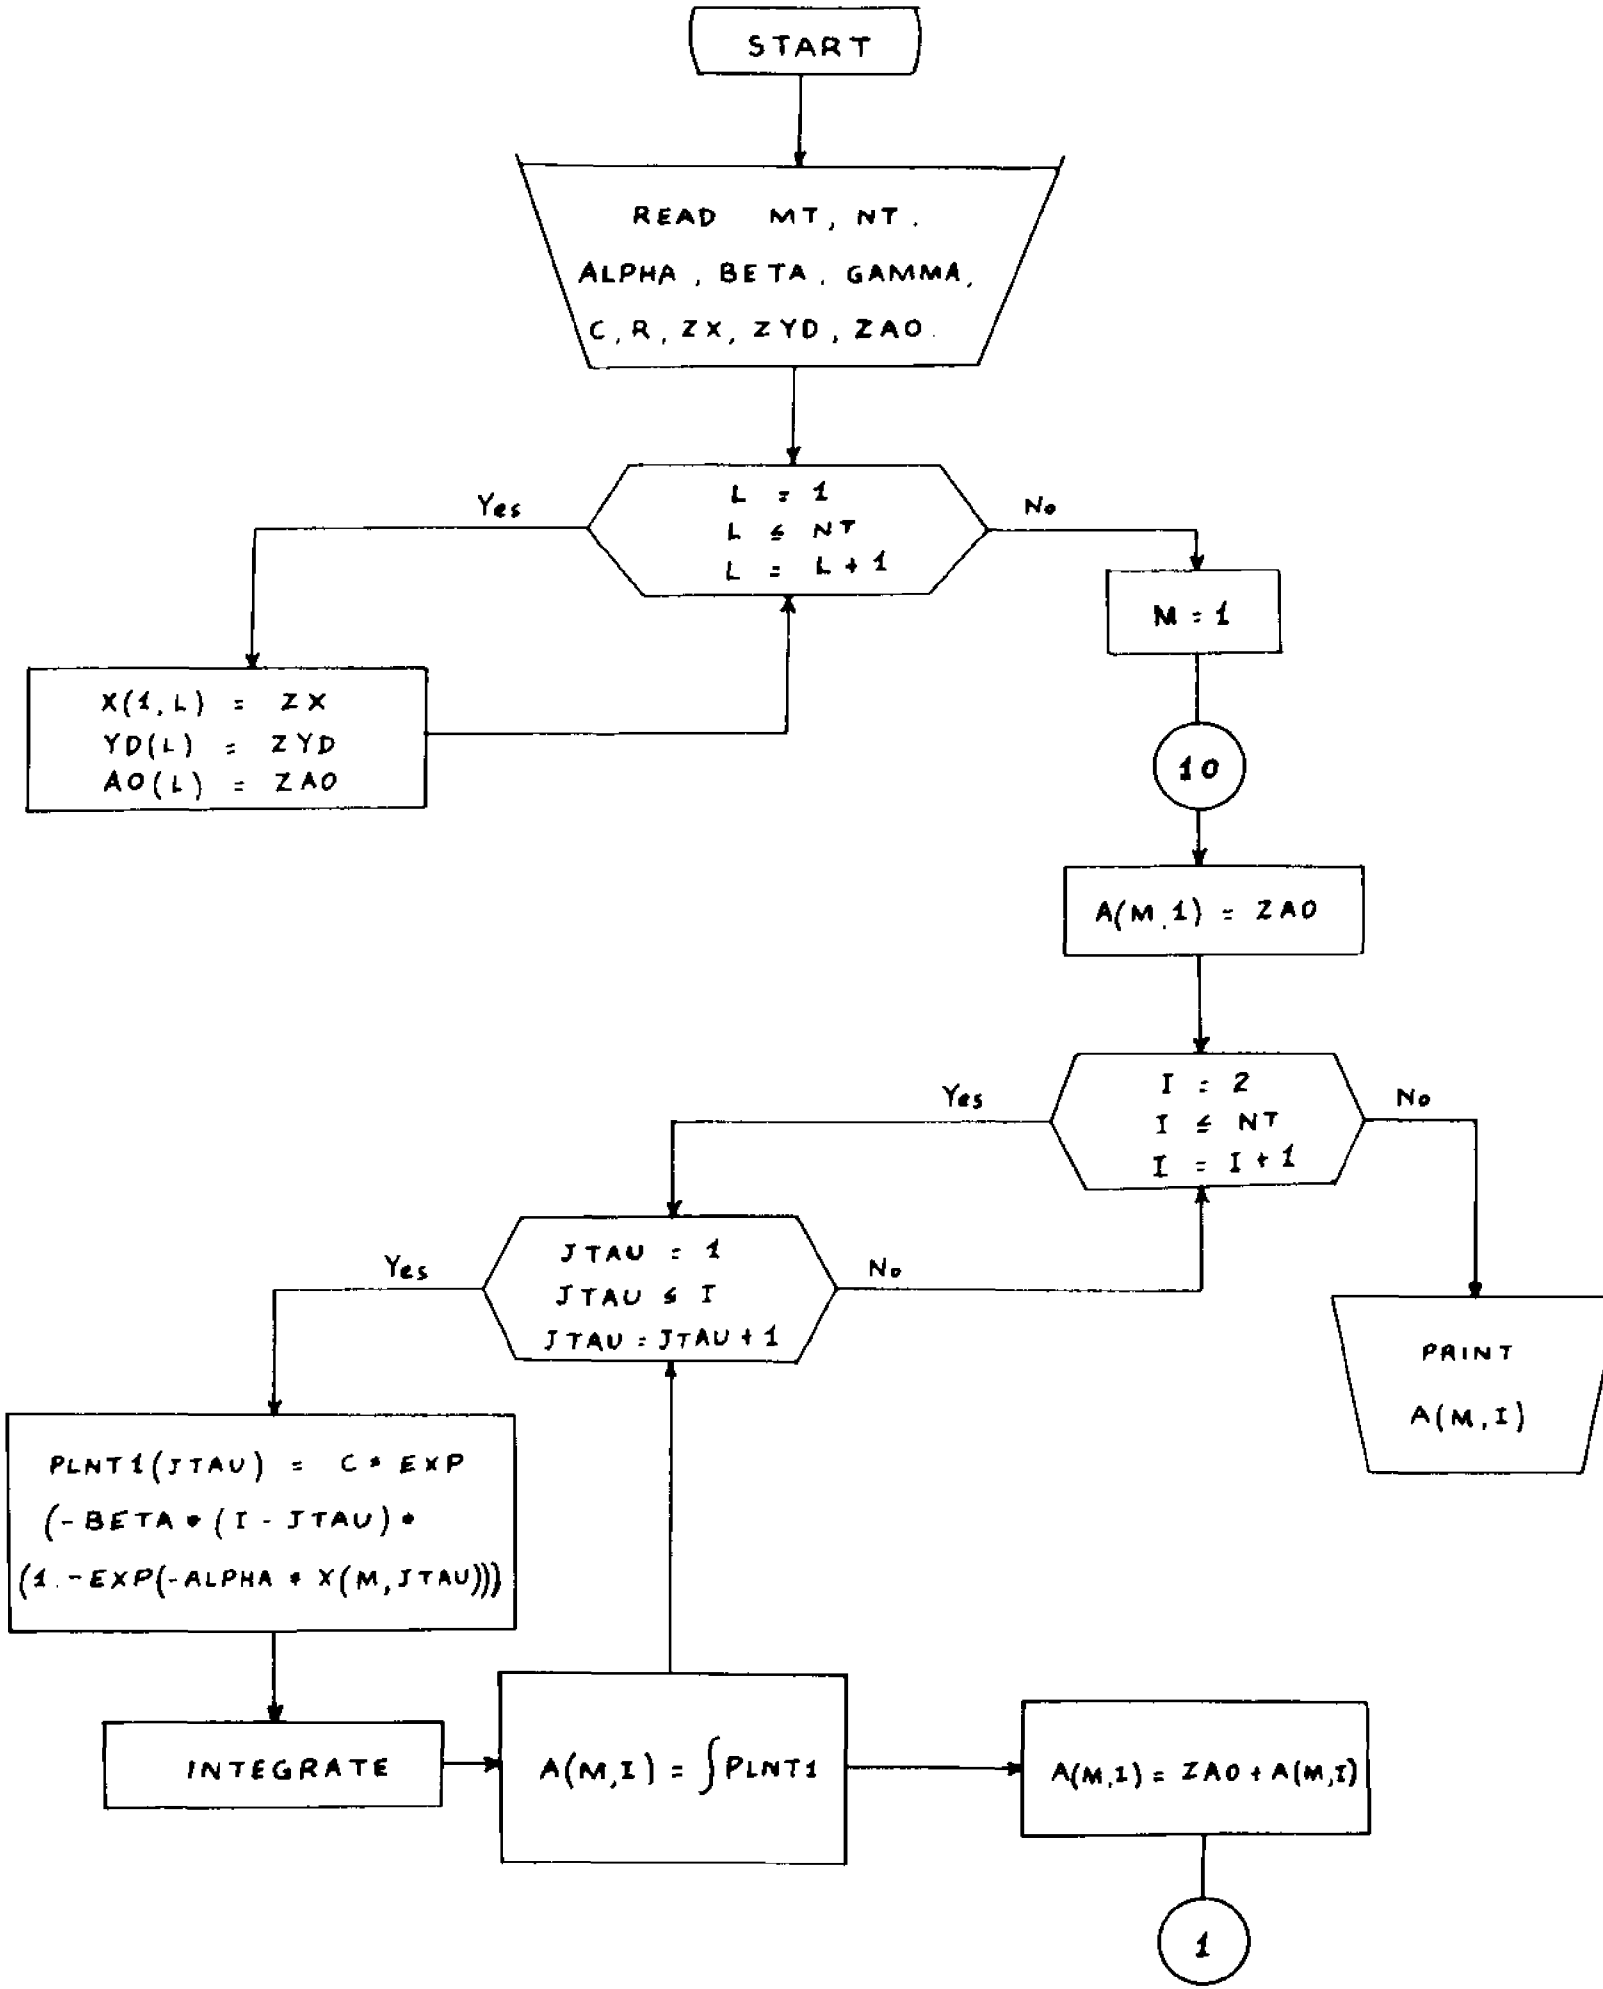 START
READ MT, NT.
ALPHA, BETA, GAMMA,
C, R, ZX, ZYD, ZAO.
L = 1
L ≤ NT
L = L + 1
Yes
No
X(1,L) = ZX
YD(L) = ZYD
AO(L) = ZAO
M = 1
10
A(M,1) = ZAO
I = 2
I ≤ NT
I = I + 1
Yes
No
JTAU = 1
JTAU ≤ I
JTAU = JTAU + 1
Yes
No
PRINT
A(M,I)
PLNT1(JTAU) = C * EXP
(-BETA * (I - JTAU) *
(1.-EXP(-ALPHA * X(M,JTAU)))
INTEGRATE
A(M,I) = ∫PLNT1
A(M,I) = ZAO + A(M,I)
1